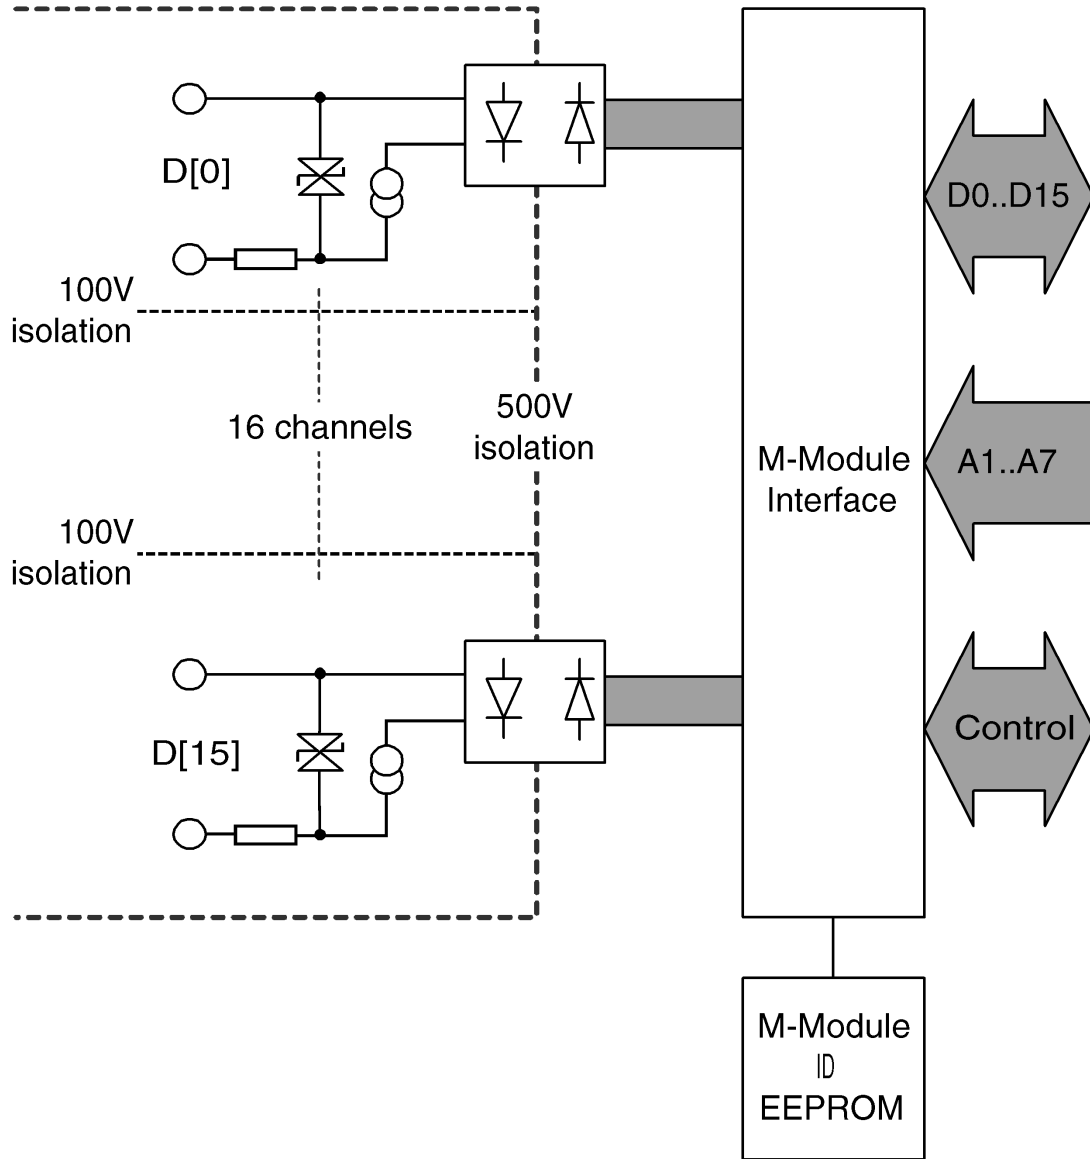 D[0]
D0..D15
100V
isolation
16 channels
500V
isolation
M-Module
Interface
A1..A7
100V
isolation
D[15]
Control
M-Module
ID
EEPROM